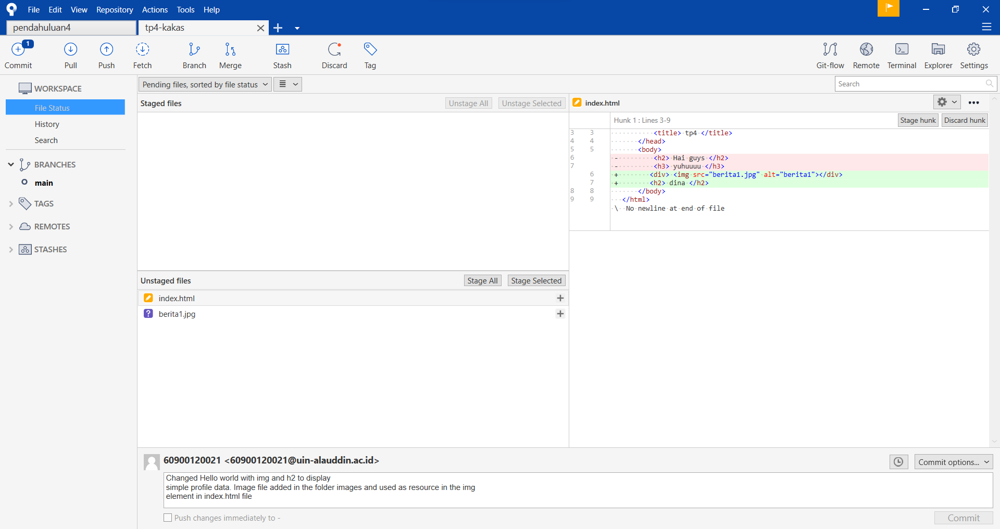 File Edit View Repository Actions Tools Help
pendahuluan4 tp4-kakas
1
Commit Pull Push Fetch Branch Merge Stash Discard Tag Git-flow Remote Terminal Explorer Settings
WORKSPACE
File Status
History
Search
BRANCHES
main
TAGS
REMOTES
STASHES
Pending files, sorted by file status
Search
Staged files Unstage All Unstage Selected
Unstaged files Stage All Stage Selected
index.html
berita1.jpg
index.html
Hunk 1 : Lines 3-9 Stage hunk Discard hunk
3 3 <title> tp4 </title>
4 4 </head>
5 5 <body>
6 - <h2> Hai guys </h2>
7 - <h3> yuhuuuu </h3>
6 + <div> <img src="berita1.jpg" alt="berita1"></div>
7 + <h2> dina </h2>
8 8 </body>
9 9 </html>
\ No newline at end of file
60900120021 <60900120021@uin-alauddin.ac.id>
Commit options...
Changed Hello world with img and h2 to display
simple profile data. Image file added in the folder images and used as resource in the img
element in index.html file
Push changes immediately to -
Commit